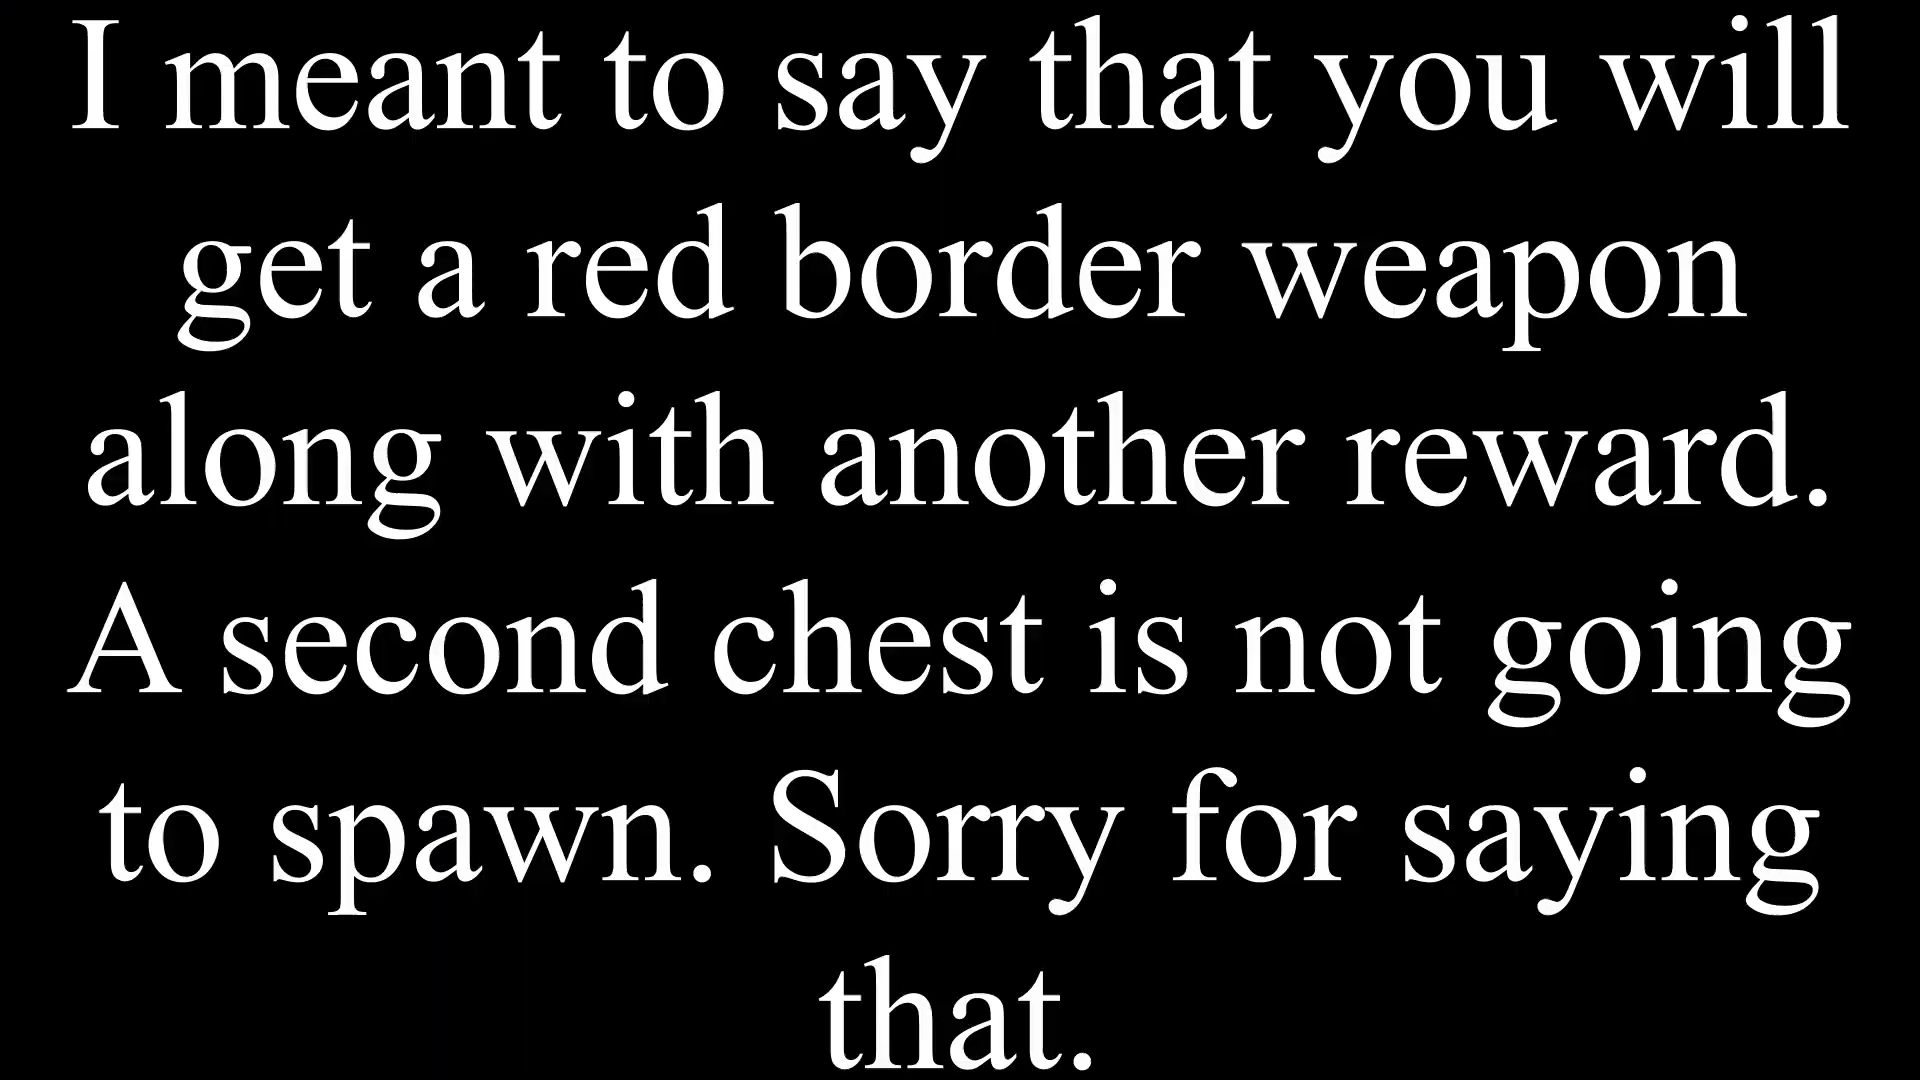 I meant to say that you will
get a red border weapon
along with another reward.
A second chest is not going
to spawn. Sorry for saying
that.